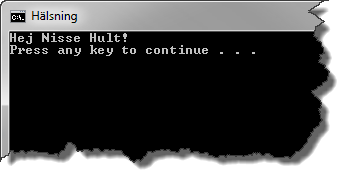 Hälsning
Hej Nisse Hult!
Press any key to continue . . .